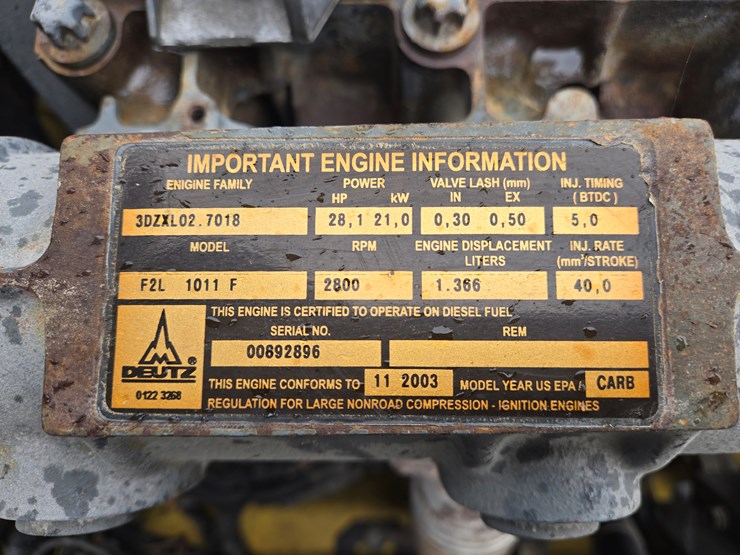 IMPORTANT ENGINE INFORMATION
ENGINE FAMILY POWER VALVE LASH (mm) INJ. TIMING
HP kW IN EX (BTDC)
3DZXL02.7018 28,1 21,0 0,30 0,50 5,0
MODEL RPM ENGINE DISPLACEMENT INJ. RATE
LITERS (mm³/STROKE)
F2L 1011 F 2800 1.366 40,0
THIS ENGINE IS CERTIFIED TO OPERATE ON DIESEL FUEL
SERIAL NO. REM
00692896
DEUTZ ®
0122 3268
THIS ENGINE CONFORMS TO 11 2003 MODEL YEAR US EPA / CARB
REGULATION FOR LARGE NONROAD COMPRESSION - IGNITION ENGINES